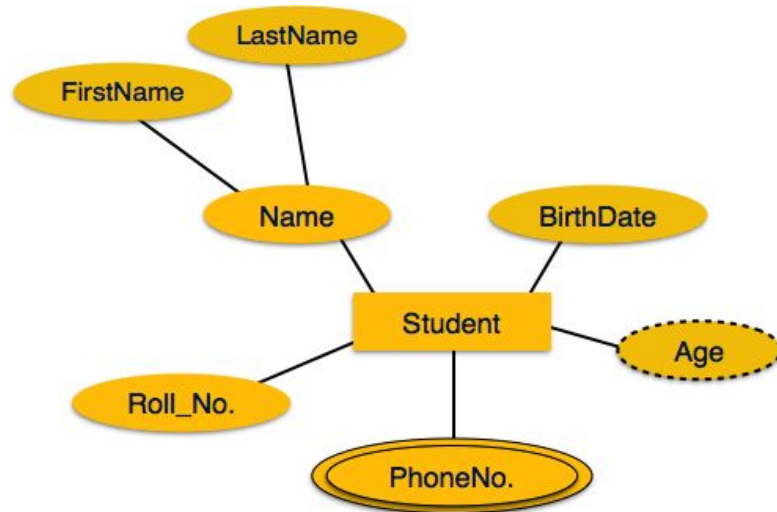 LastName
FirstName
Name
BirthDate
Student
Age
Roll_No.
PhoneNo.